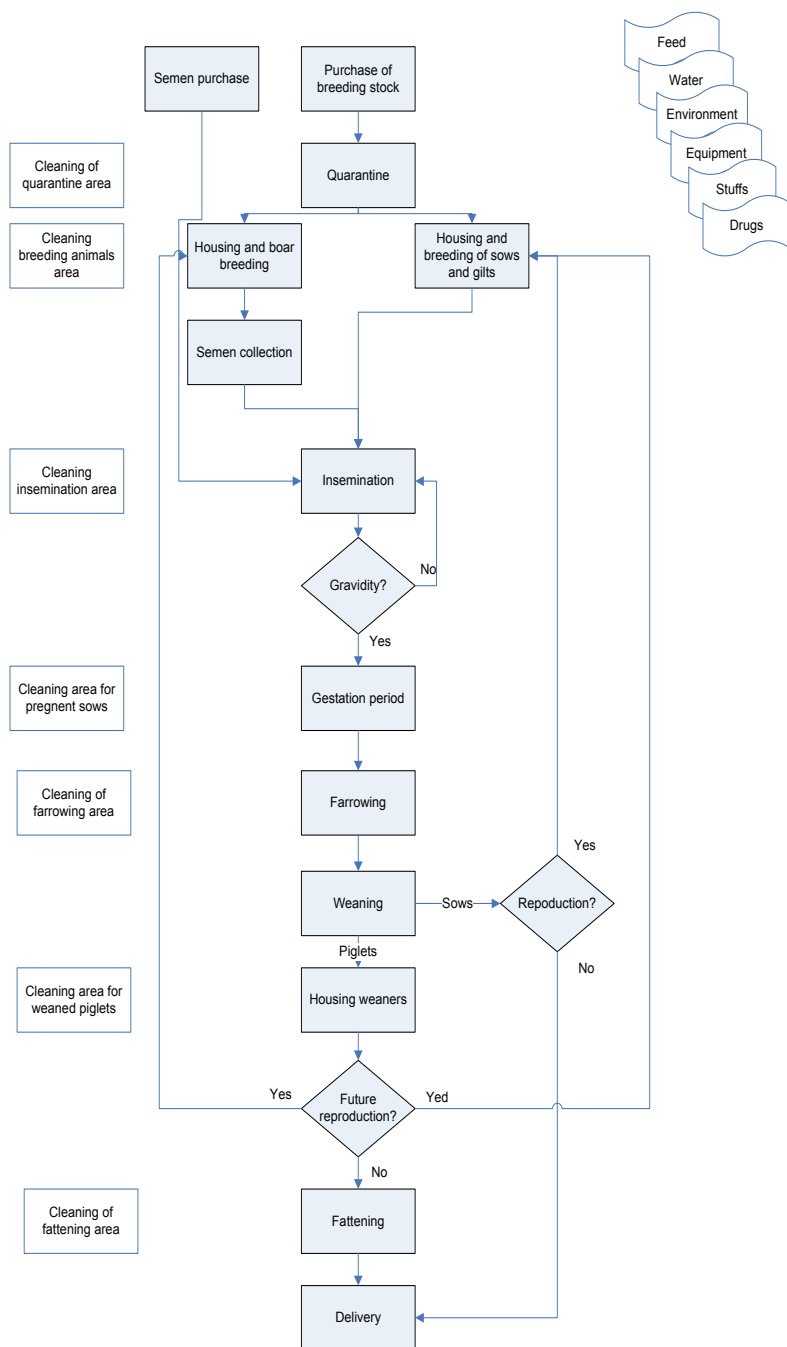 Semen purchase
Purchase of
breeding stock
Feed
Water
Environment
Equipment
Stuffs
Drugs
Cleaning of
quarantine area
Quarantine
Cleaning
breeding animals
area
Housing and boar
breeding
Housing and
breeding of sows
and gilts
Semen collection
Cleaning
insemination area
Insemination
Gravidity?
No
Yes
Cleaning area for
pregnent sows
Gestation period
Cleaning of
farrowing area
Farrowing
Yes
Weaning
Sows
Repoduction?
Piglets
No
Cleaning area for
weaned piglets
Housing weaners
Yes
Future
reproduction?
Yed
No
Cleaning of
fattening area
Fattening
Delivery